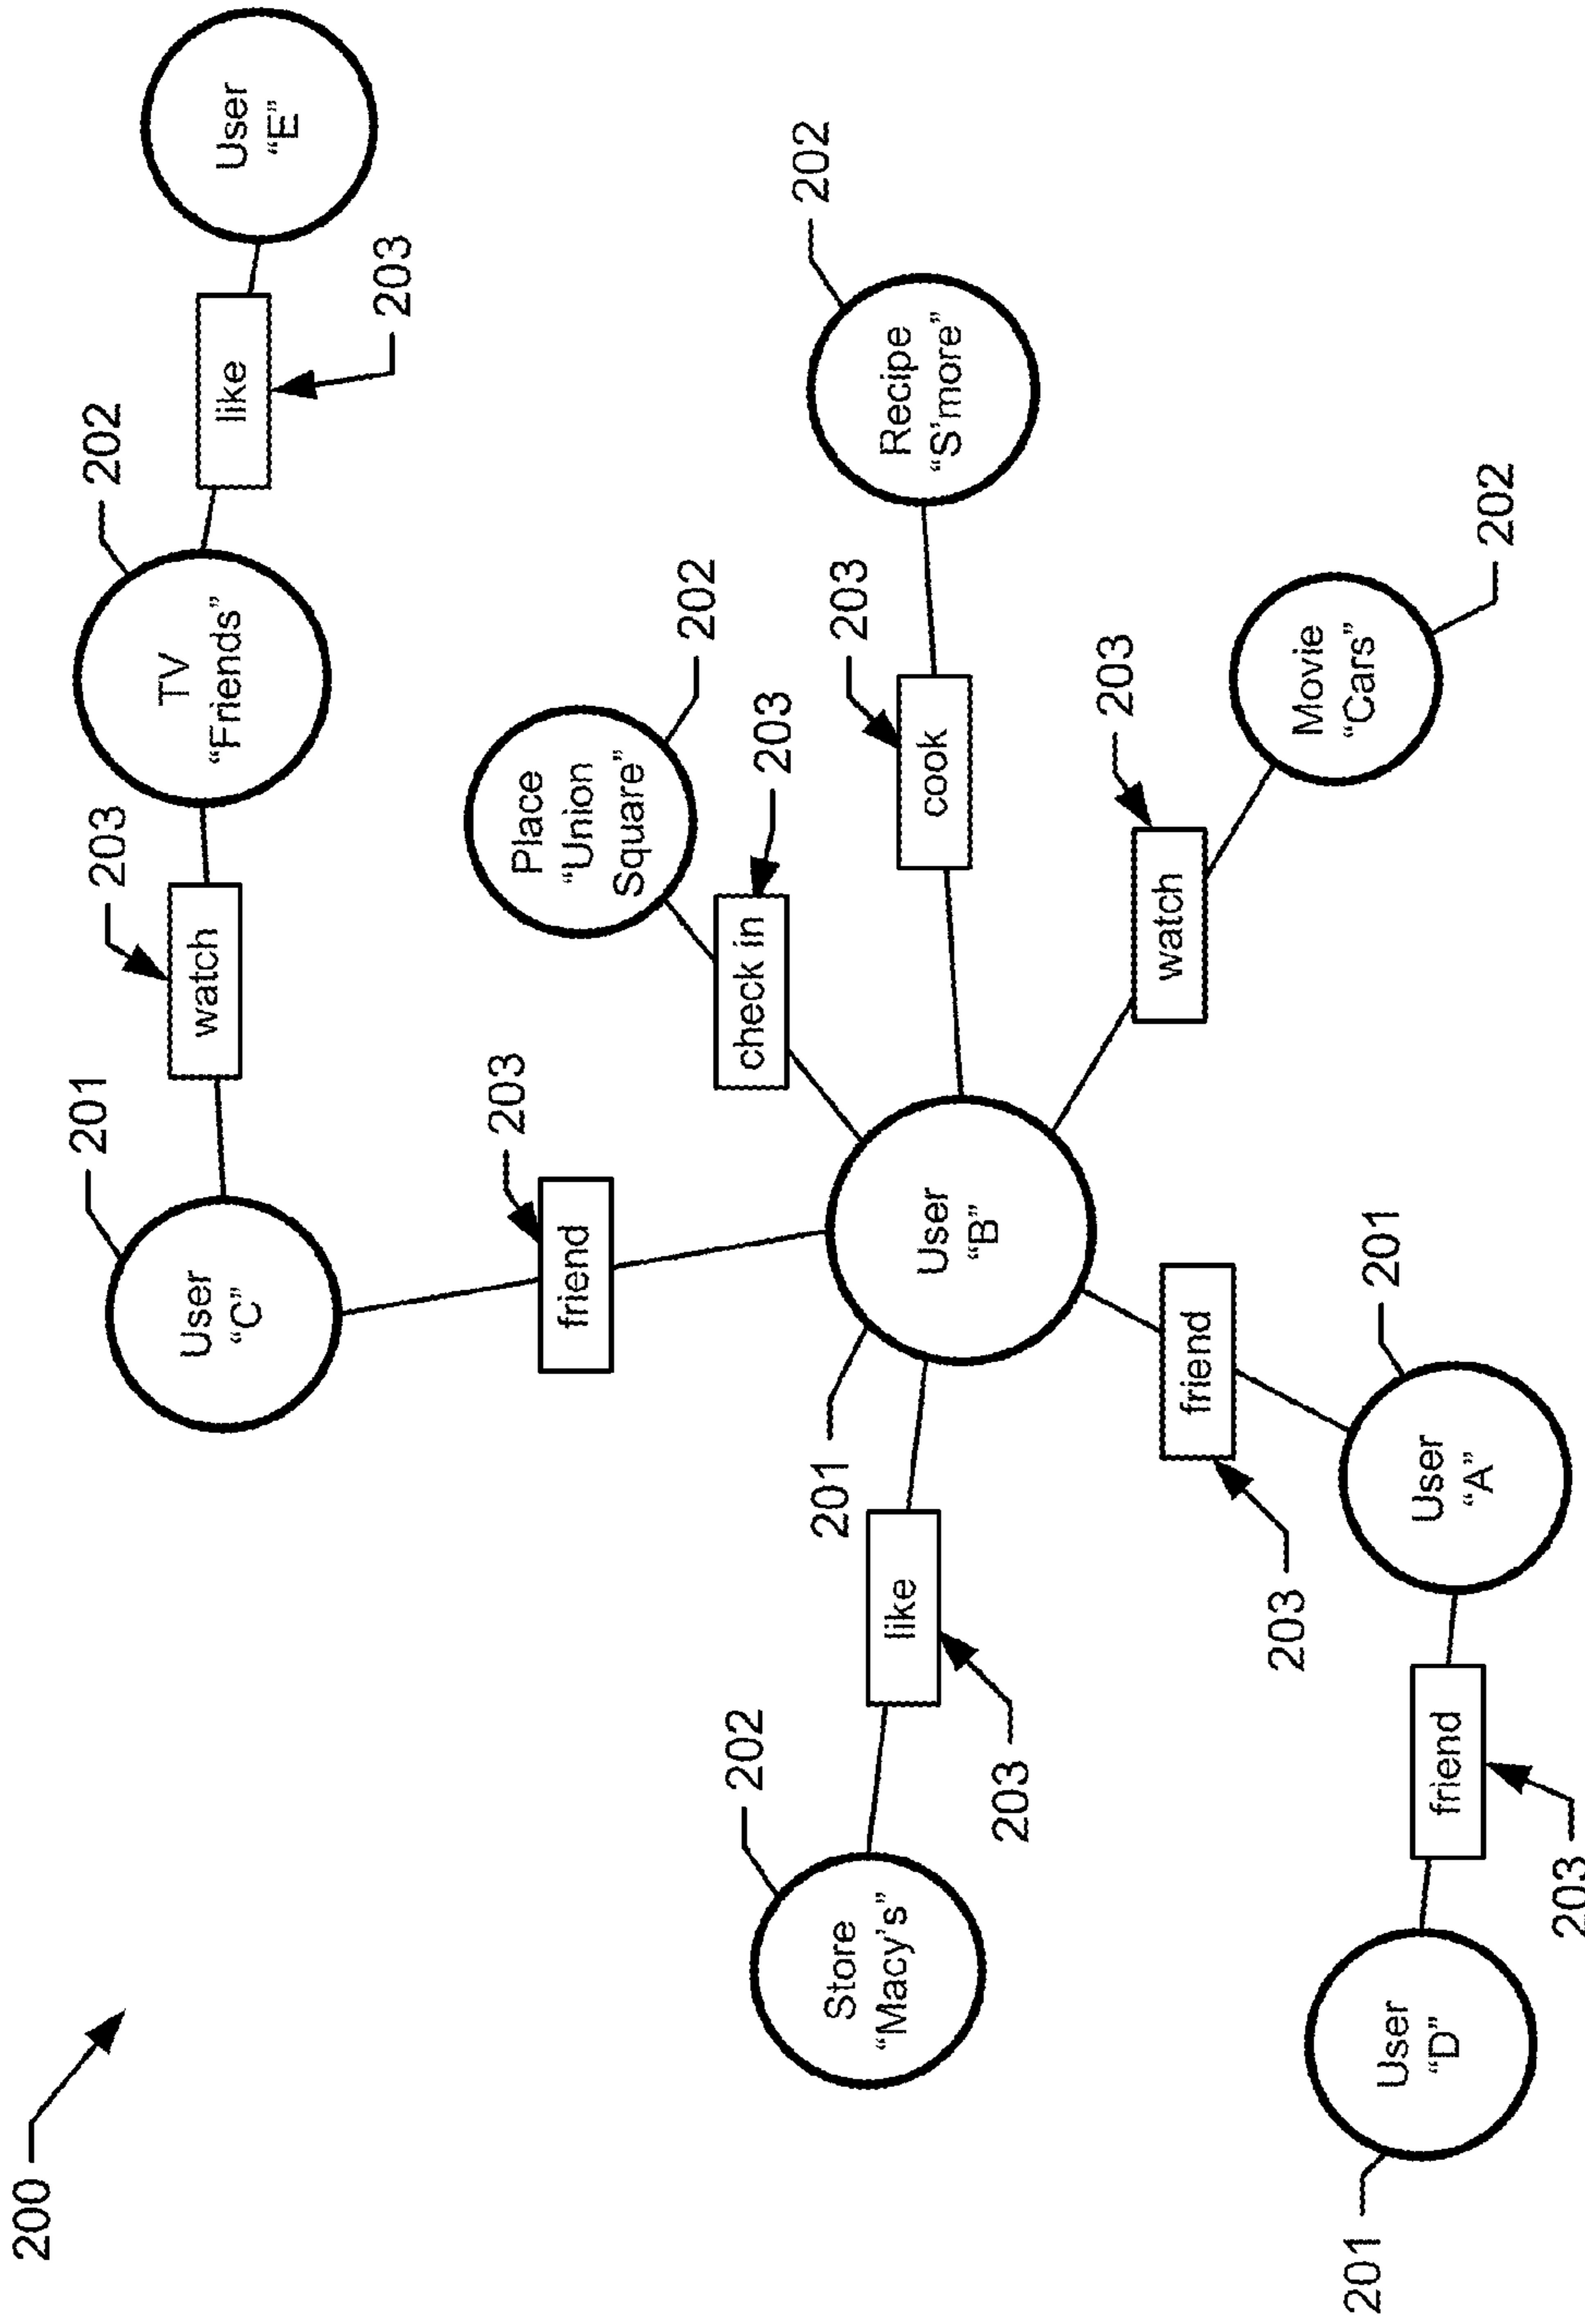 200
201
203
202
User
"C"
watch
TV
"Friends"
like
User
"E"
203
203
friend
Place
"Union
Square"
202
check in
203
202
Store
"Macy's"
like
203
201
User
"B"
cook
203
Recipe
"S'more"
202
watch
203
Movie
"Cars"
202
friend
203
201
User
"D"
friend
203
User
"A"
201